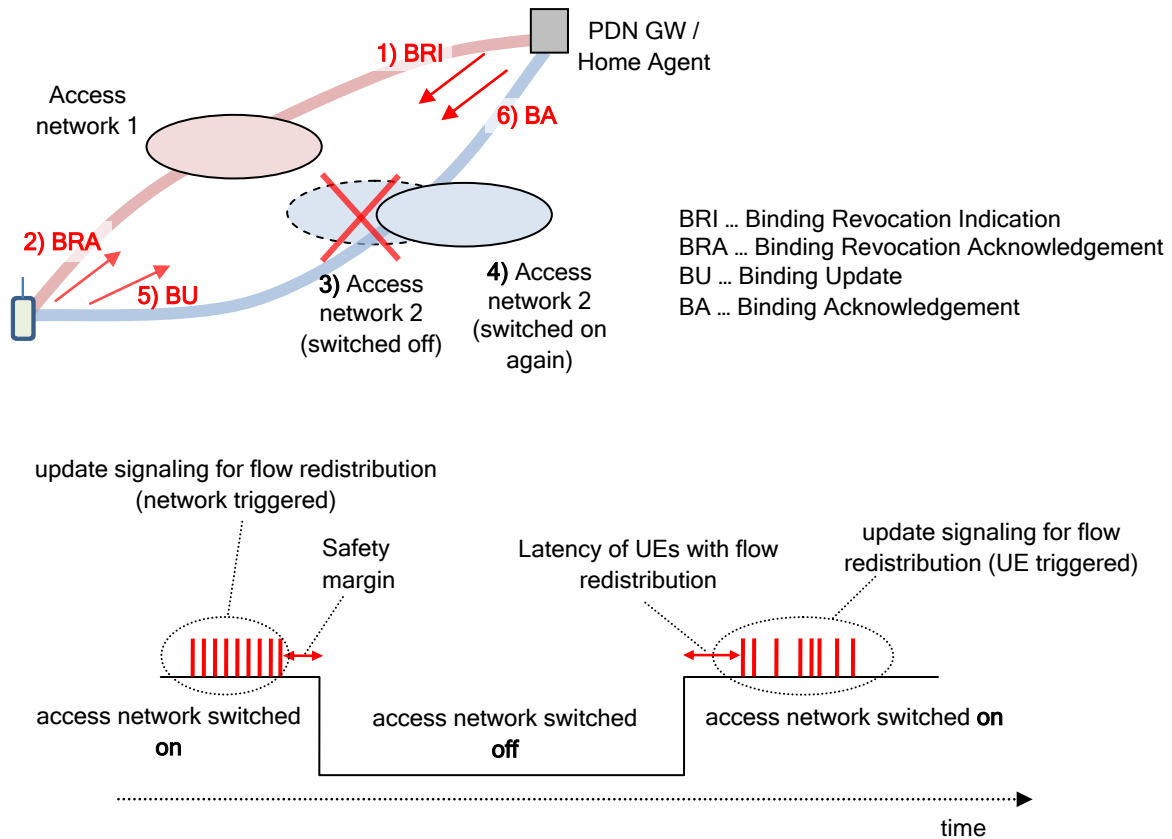 PDN GW /
Home Agent
1) BRI
6) BA
Access
network 1
2) BRA
5) BU
3) Access
network 2
(switched off)
4) Access
network 2
(switched on
again)
BRI ... Binding Revocation Indication
BRA ... Binding Revocation Acknowledgement
BU ... Binding Update
BA ... Binding Acknowledgement
update signaling for flow redistribution
(network triggered)
Safety
margin
Latency of UEs with flow
redistribution
update signaling for flow
redistribution (UE triggered)
access network switched
on
access network switched
off
access network switched on
time